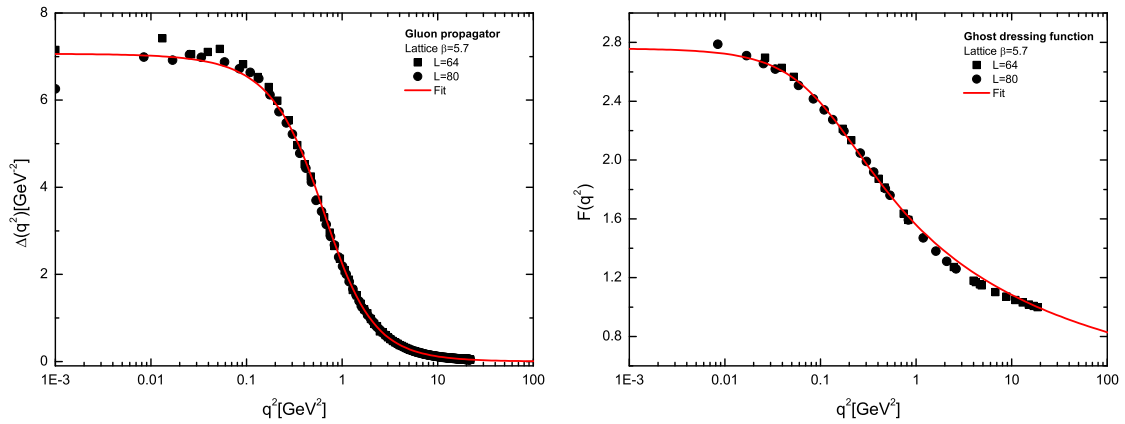 Gluon propagator
Lattice β=5.7
L=64
L=80
Fit
8
6
4
2
0
Δ(q²)[GeV⁻²]
1E-3
0.01
0.1
1
10
100
q²[GeV²]
Ghost dressing function
Lattice β=5.7
L=64
L=80
Fit
2.8
2.4
2.0
1.6
1.2
0.8
F(q²)
1E-3
0.01
0.1
1
10
100
q²[GeV²]